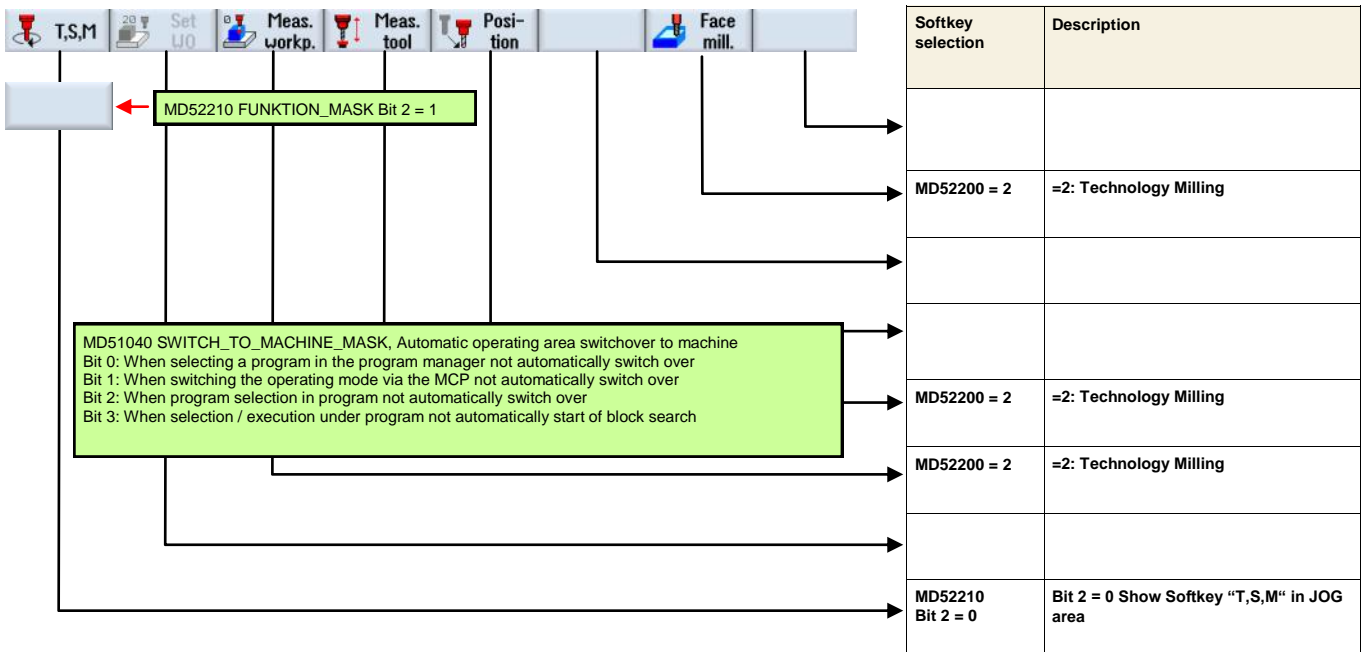 T,S,M
20
Set
WO
0
Meas.
workp.
Meas.
tool
Posi-
tion
Face
mill.
MD52210 FUNKTION_MASK Bit 2 = 1
MD51040 SWITCH_TO_MACHINE_MASK, Automatic operating area switchover to machine
Bit 0: When selecting a program in the program manager not automatically switch over
Bit 1: When switching the operating mode via the MCP not automatically switch over
Bit 2: When program selection in program not automatically switch over
Bit 3: When selection / execution under program not automatically start of block search
Softkey
selection
Description
MD52200 = 2
=2: Technology Milling
MD52200 = 2
=2: Technology Milling
MD52200 = 2
=2: Technology Milling
MD52210
Bit 2 = 0
Bit 2 = 0 Show Softkey “T,S,M“ in JOG
area